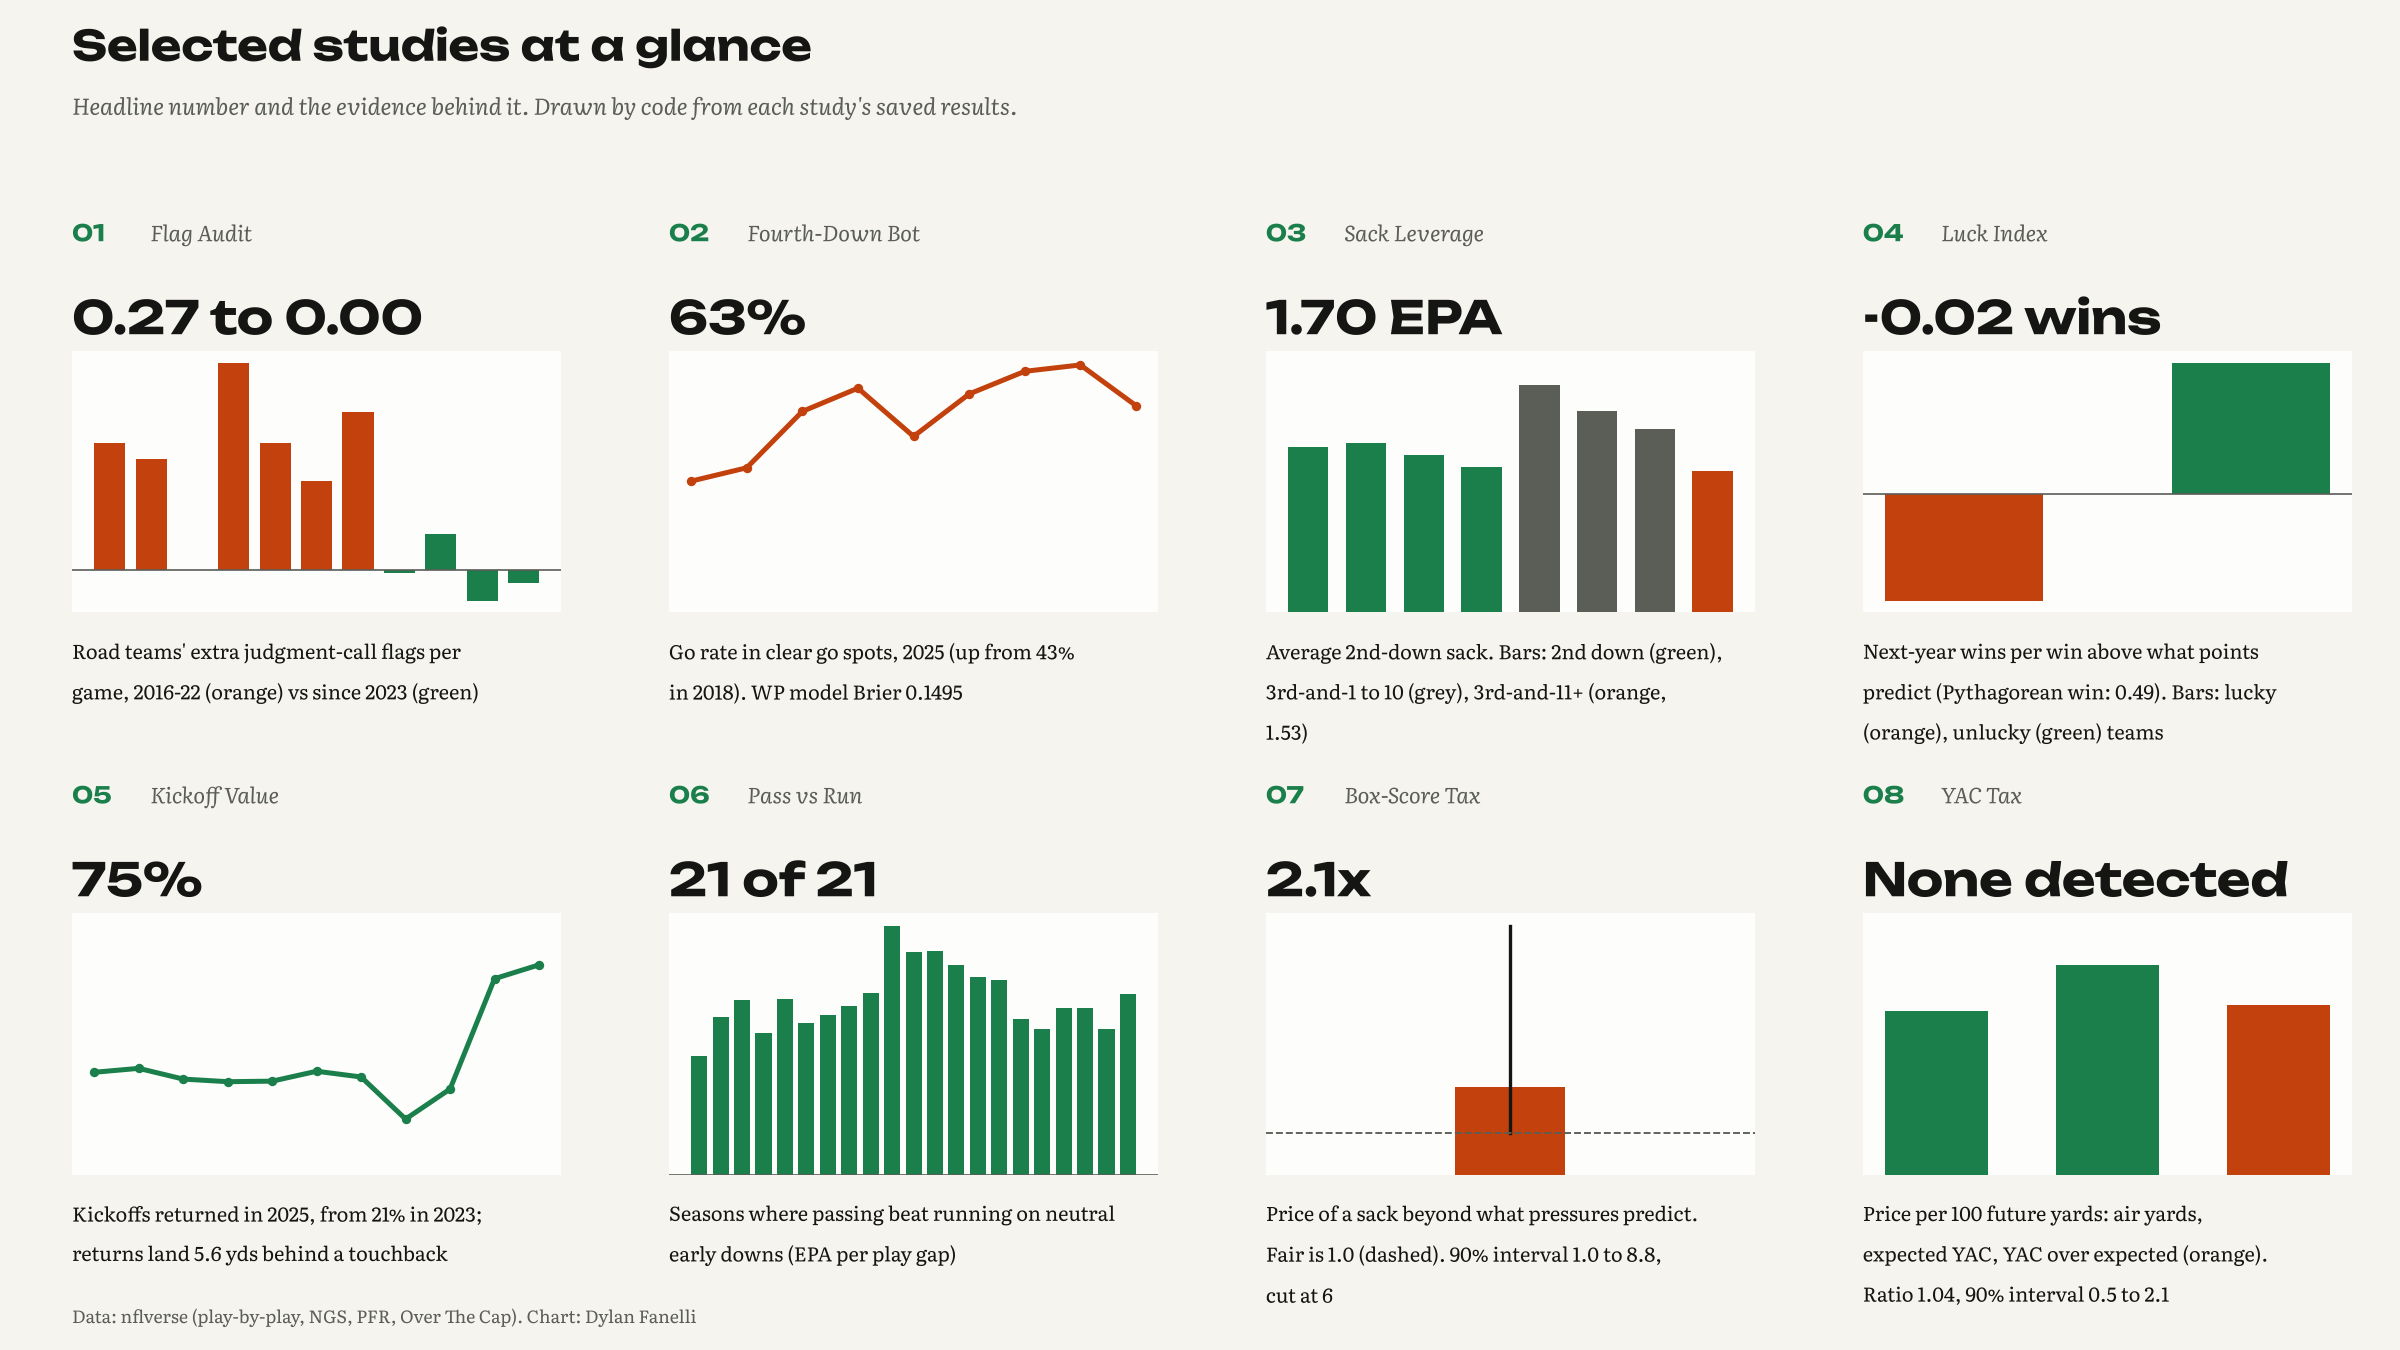 Selected studies at a glance
Headline number and the evidence behind it. Drawn by code from each study's saved results.
01 Flag Audit
0.27 to 0.00
Road teams' extra judgment-call flags per
game, 2016-22 (orange) vs since 2023 (green)
02 Fourth-Down Bot
63%
Go rate in clear go spots, 2025 (up from 43%
in 2018). WP model Brier 0.1495
03 Sack Leverage
1.70 EPA
Average 2nd-down sack. Bars: 2nd down (green),
3rd-and-1 to 10 (grey), 3rd-and-11+ (orange,
1.53)
04 Luck Index
-0.02 wins
Next-year wins per win above what points
predict (Pythagorean win: 0.49). Bars: lucky
(orange), unlucky (green) teams
05 Kickoff Value
75%
Kickoffs returned in 2025, from 21% in 2023;
returns land 5.6 yds behind a touchback
06 Pass vs Run
21 of 21
Seasons where passing beat running on neutral
early downs (EPA per play gap)
07 Box-Score Tax
2.1x
Price of a sack beyond what pressures predict.
Fair is 1.0 (dashed). 90% interval 1.0 to 8.8,
cut at 6
08 YAC Tax
None detected
Price per 100 future yards: air yards,
expected YAC, YAC over expected (orange).
Ratio 1.04, 90% interval 0.5 to 2.1
Data: nflverse (play-by-play, NGS, PFR, Over The Cap). Chart: Dylan Fanelli